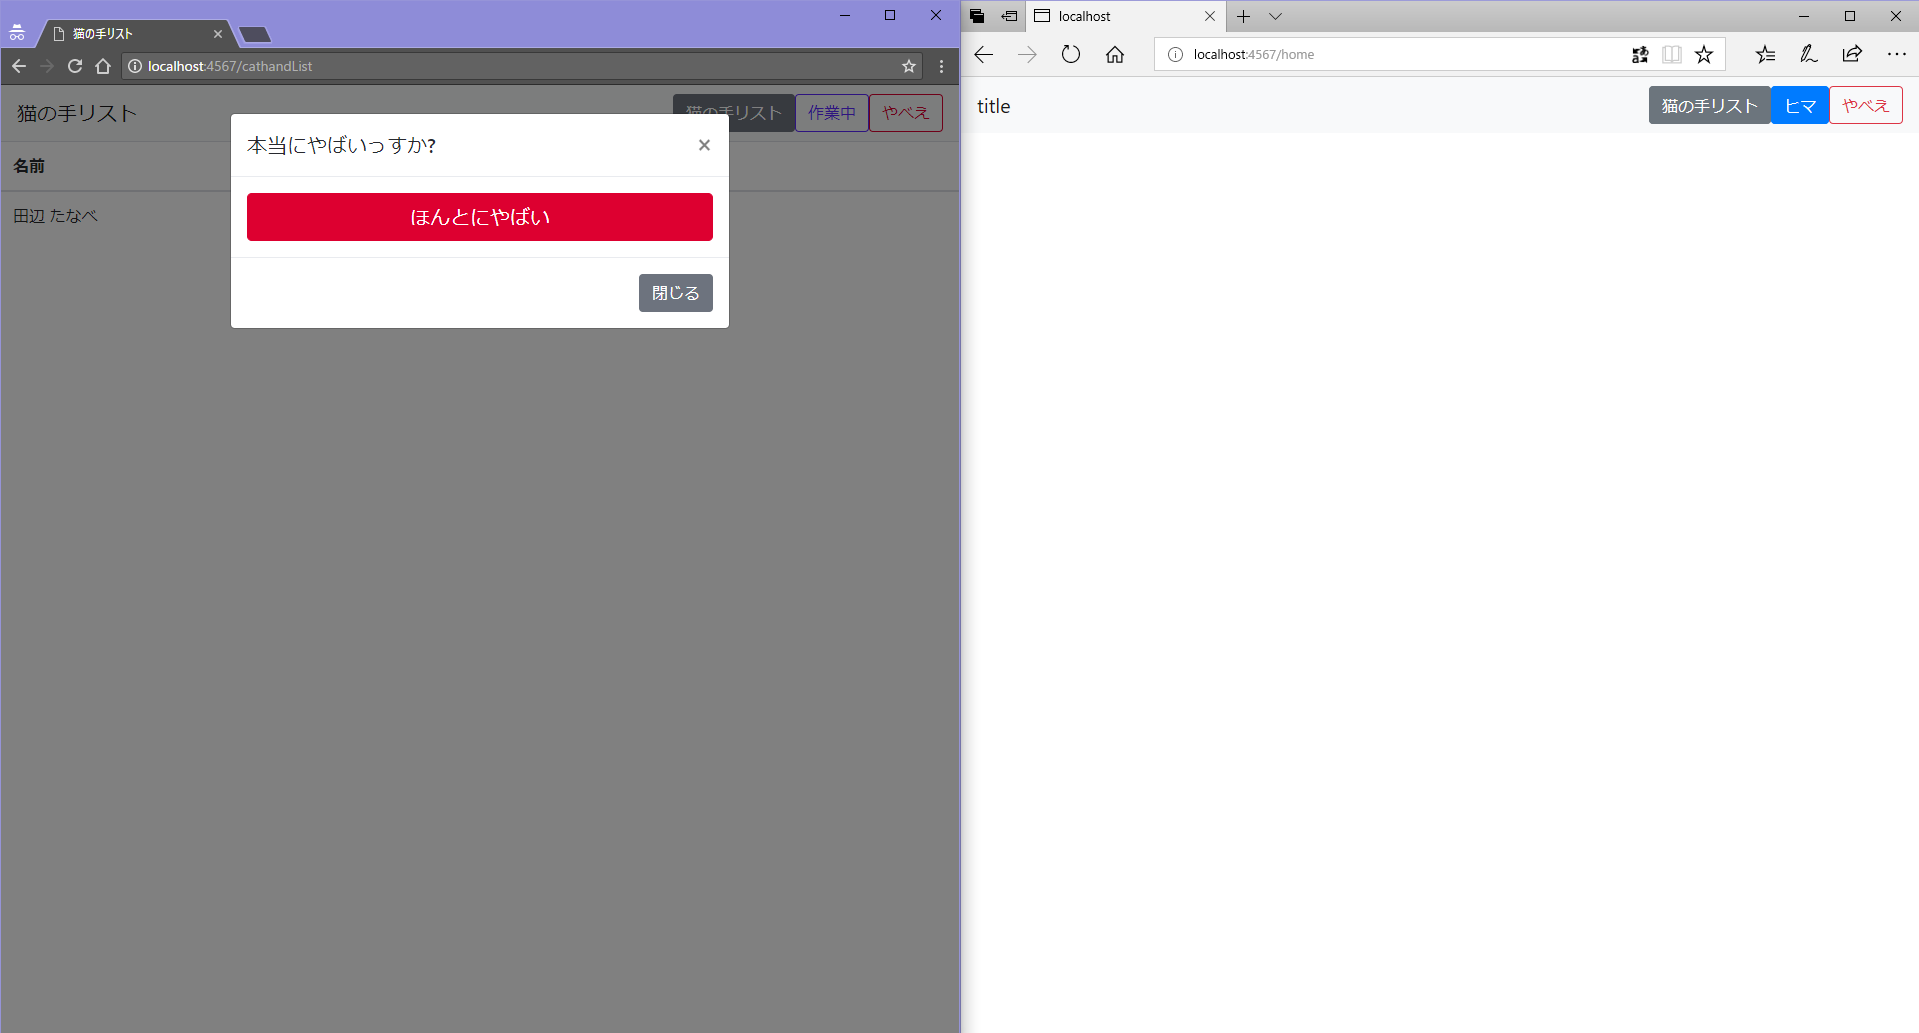 猫の手リスト
localhost:4567/cathandList
猫の手リスト
猫の手リスト
作業中
やべえ
名前
田辺 たなべ
本当にやばいっすか?
×
ほんとにやばい
閉じる
localhost
localhost:4567/home
title
猫の手リスト
ヒマ
やべえ